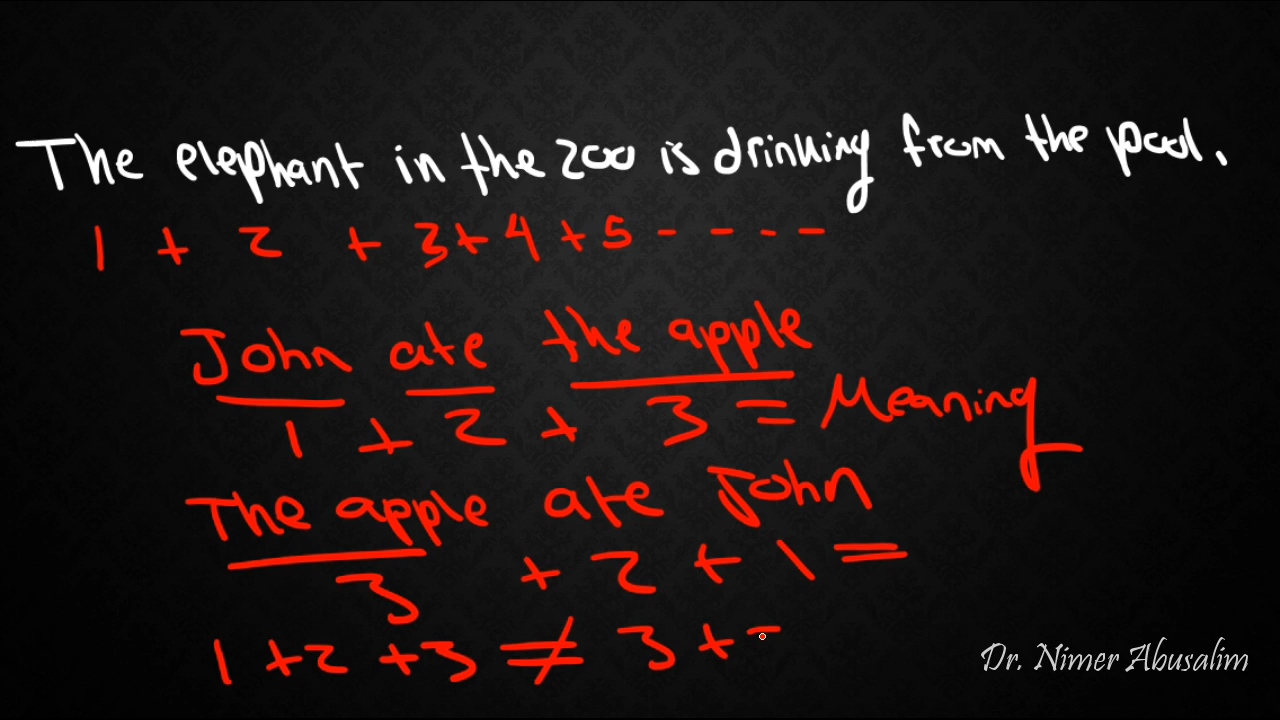 The elephant in the zoo is drinking from the pool.
1 + 2 + 3 + 4 + 5 - - - -
John ate the apple
1 + 2 + 3 = Meaning
The apple ate John
3 + 2 + 1 =
1 + 2 + 3 ≠ 3 +
Dr. Nimer Abusalim